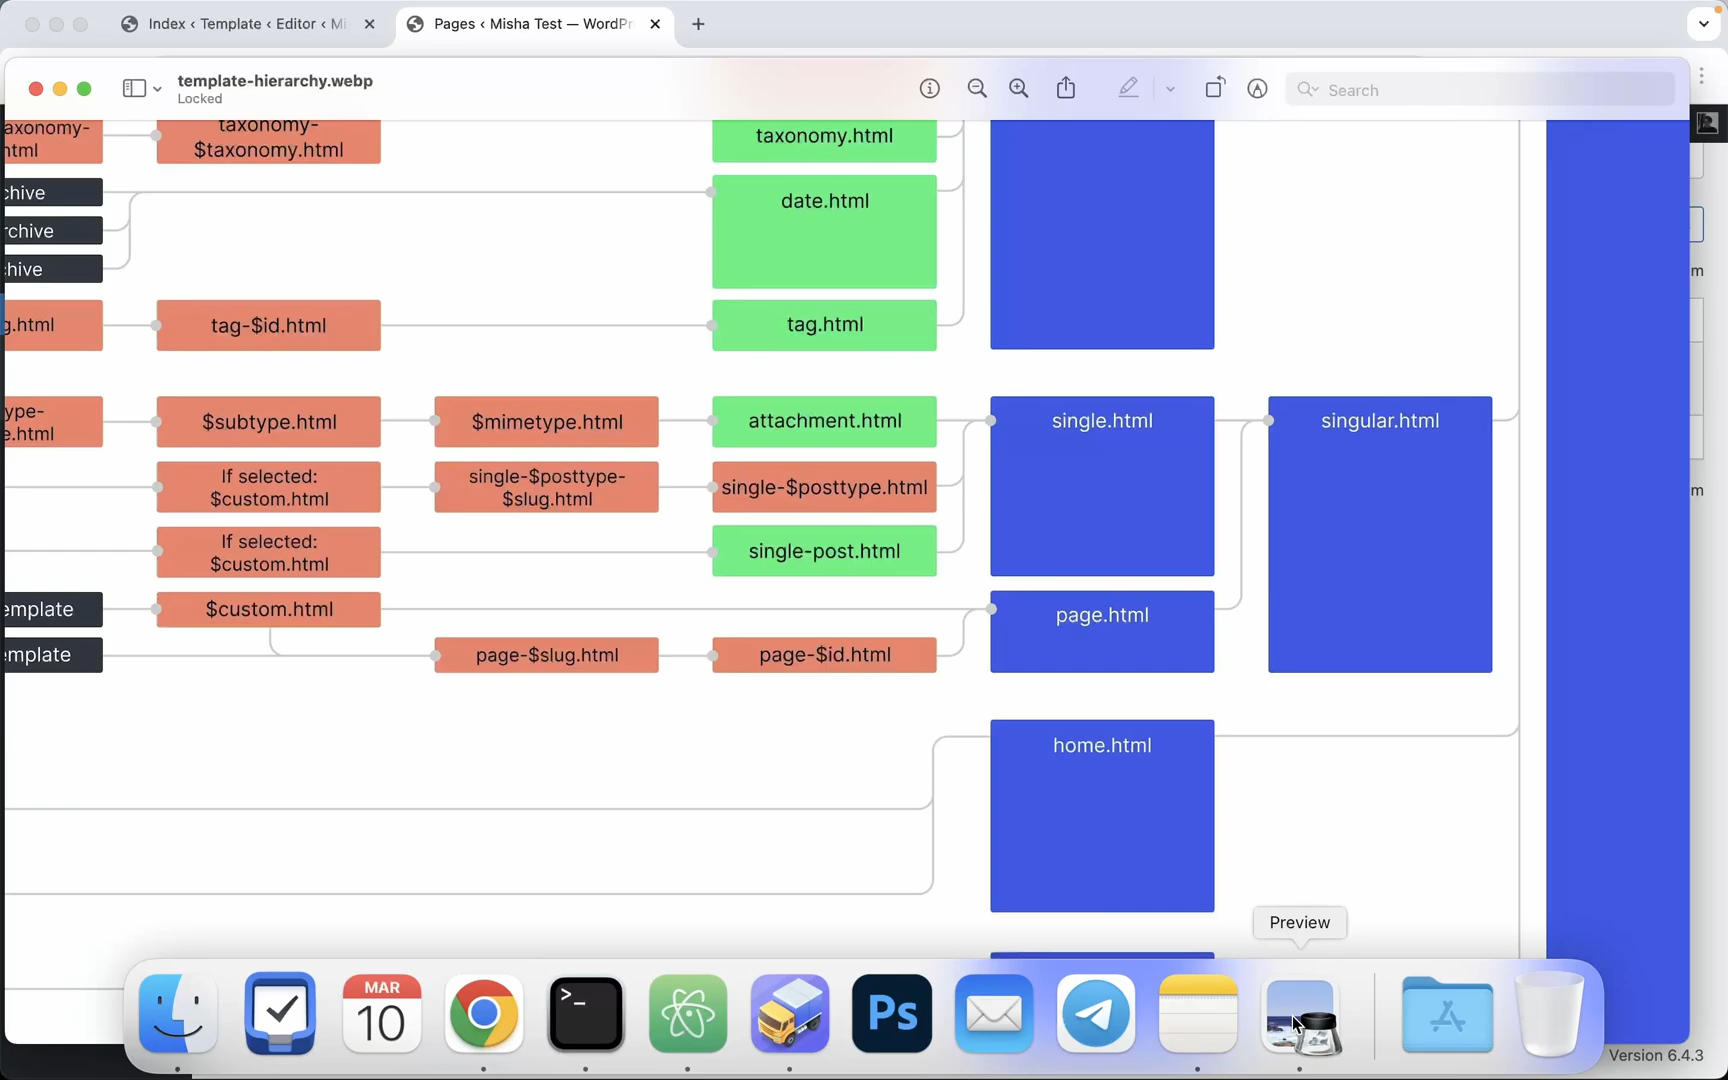 Index ‹ Template ‹ Editor ‹ Mi
Pages ‹ Misha Test — WordPr
template-hierarchy.webp
Locked
Search
axonomy-
html
taxonomy-
$taxonomy.html
taxonomy.html
chive
date.html
rchive
chive
g.html
tag-$id.html
tag.html
ype-
e.html
$subtype.html
$mimetype.html
attachment.html
single.html
singular.html
If selected:
$custom.html
single-$posttype-
$slug.html
single-$posttype.html
If selected:
$custom.html
single-post.html
emplate
$custom.html
page.html
emplate
page-$slug.html
page-$id.html
home.html
m
m
Preview
MAR
10
>_
Ps
Version 6.4.3